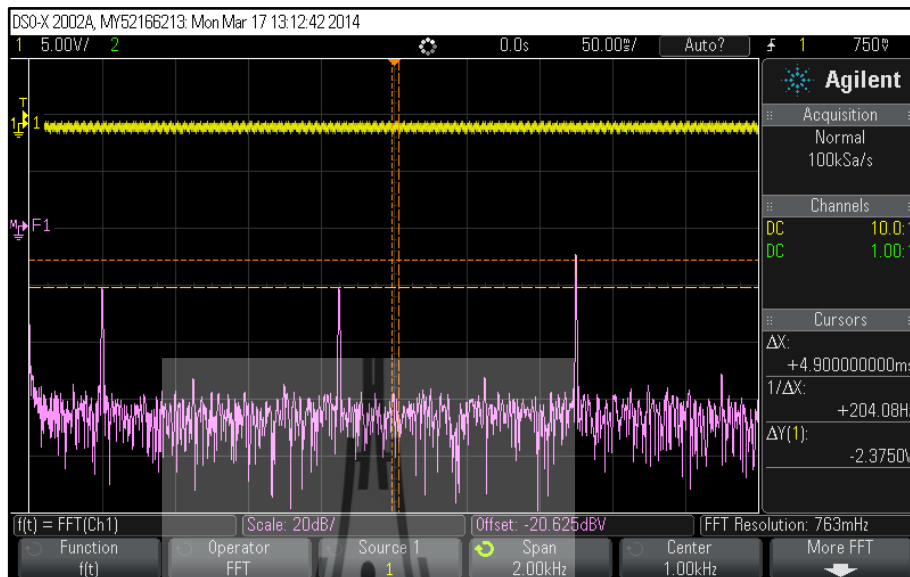 DSO-X 2002A, MY52166213: Mon Mar 17 13:12:42 2014
1 5.00V/ 2 0.0s 50.00ms/ Auto? 1 750mV
T
1 1
M F1
Agilent
Acquisition
Normal
100kSa/s
Channels
DC 10.0:1
DC 1.00:1
Cursors
ΔX:
+4.900000000ms
1/ΔX:
+204.08Hz
ΔY(1):
-2.3750V
f(t) = FFT(Ch1) Scale: 20dB/ Offset: -20.625dBV FFT Resolution: 763mHz
Function Operator Source 1 Span Center More FFT
f(t) FFT 1 2.00kHz 1.00kHz